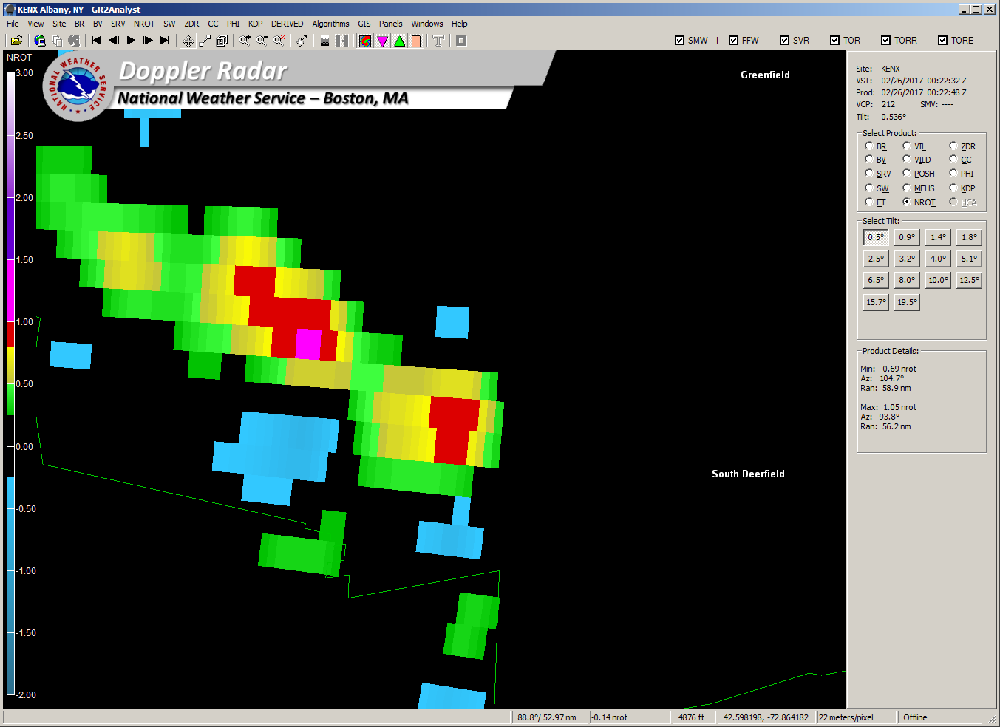 KENX Albany, NY - GR2Analyst
File View Site BR BV SRV NROT SW ZDR CC PHI KDP DERIVED Algorithms GIS Panels Windows Help
SMW - 1 FFW SVR TOR TORR TORE
NROT
3.00
2.50
2.00
1.50
1.00
0.50
0.00
-0.50
-1.00
-1.50
-2.00
NATIONAL WEATHER SERVICE
Doppler Radar
National Weather Service – Boston, MA
Greenfield
South Deerfield
Site: KENX
VST: 02/26/2017 00:22:32 Z
Prod: 02/26/2017 00:22:48 Z
VCP: 212 SMV: ----
Tilt: 0.536°
Select Product:
BR VIL ZDR
BV VILD CC
SRV POSH PHI
SW MEHS KDP
ET NROT HCA
Select Tilt:
0.5° 0.9° 1.4° 1.8°
2.5° 3.2° 4.0° 5.1°
6.5° 8.0° 10.0° 12.5°
15.7° 19.5°
Product Details:
Min: -0.69 nrot
Az: 104.7°
Ran: 58.9 nm
Max: 1.05 nrot
Az: 93.8°
Ran: 56.2 nm
88.8°/ 52.97 nm -0.14 nrot 4876 ft 42.598198, -72.864182 22 meters/pixel Offline